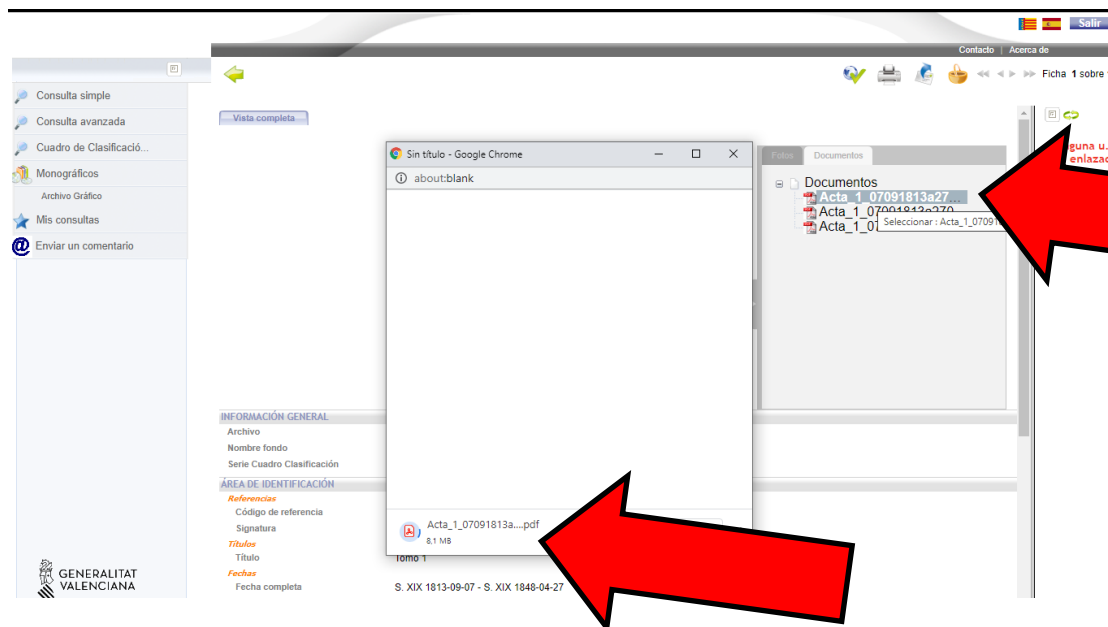 Salir
Contacto | Acerca de
Ficha 1 sobre
Consulta simple
Consulta avanzada
Cuadro de Clasificació...
Monográficos
Archivo Gráfico
Mis consultas
Enviar un comentario
Vista completa
Sin título - Google Chrome
about:blank
Fotos
Documentos
Documentos
Acta_1_07091813a27...
Acta_1_07091813a270
Acta_1_07
Seleccionar : Acta_1_07091
enlazad
INFORMACIÓN GENERAL
Archivo
Nombre fondo
Serie Cuadro Clasificación
ÁREA DE IDENTIFICACIÓN
Referencias
Código de referencia
Signatura
Títulos
Título
Tomo 1
Fechas
Fecha completa
S. XIX 1813-09-07 - S. XIX 1848-04-27
Acta_1_07091813a....pdf
8,1 MB
GENERALITAT
VALENCIANA